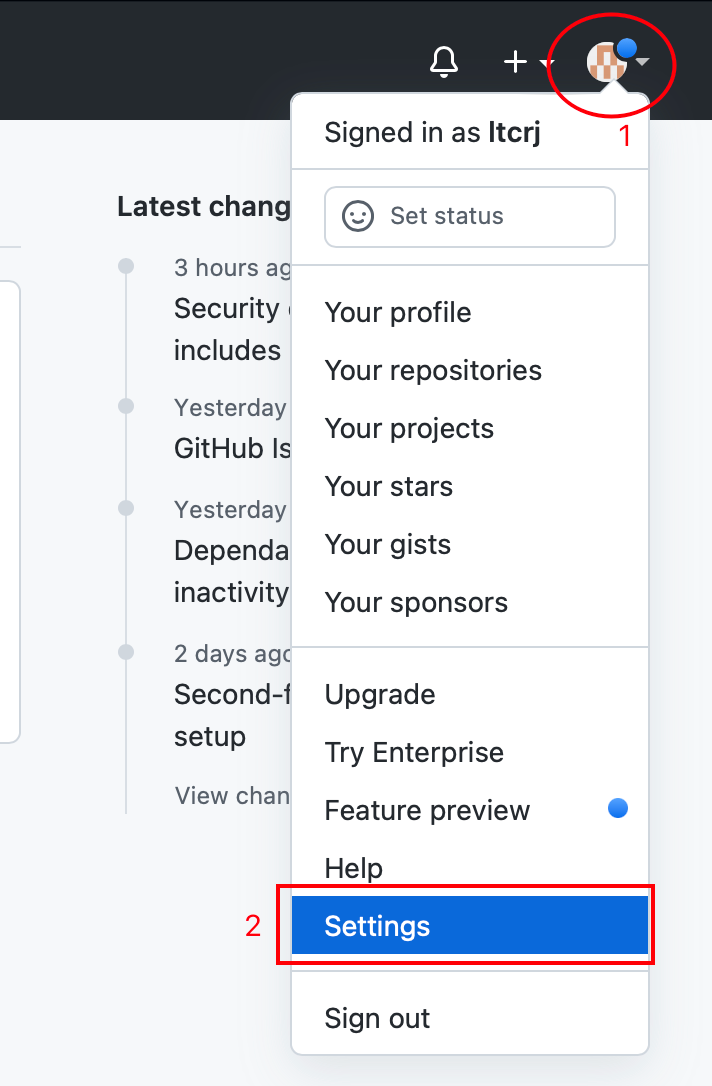 1
Signed in as ltcrj
Set status
Latest chang
3 hours ag
Security
includes
Yesterday
GitHub Is
Yesterday
Dependa
inactivity
2 days ago
Second-f
setup
View chan
Your profile
Your repositories
Your projects
Your stars
Your gists
Your sponsors
Upgrade
Try Enterprise
Feature preview
Help
2
Settings
Sign out